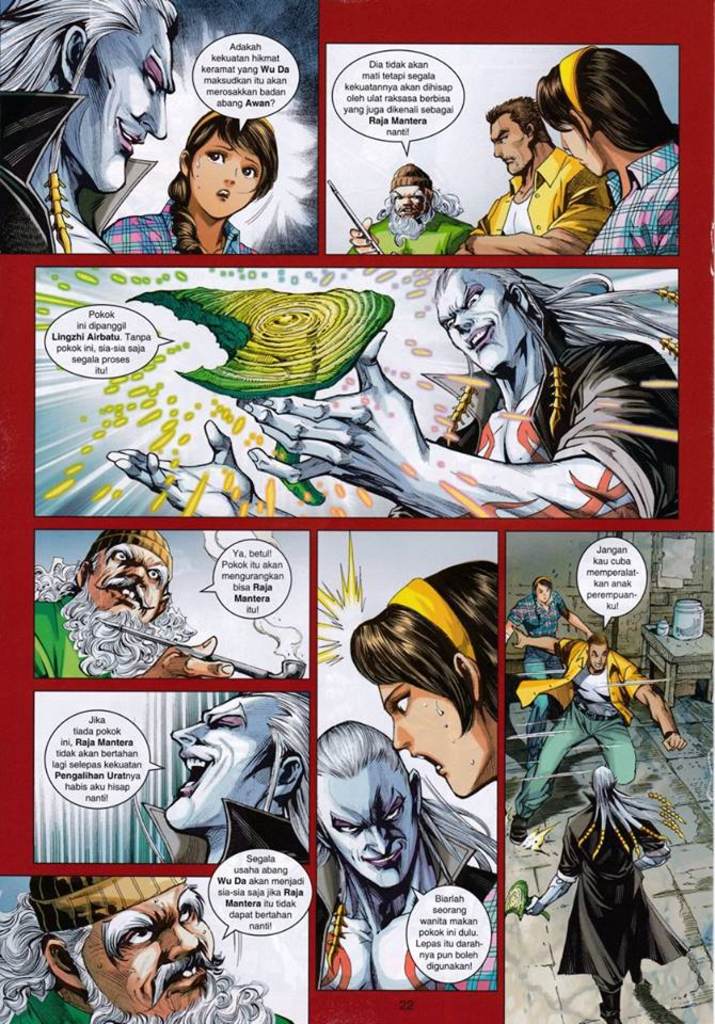 Adakah
kekuatan hikmat
keramat yang Wu Da
maksudkan itu akan
merosakkan badan
abang Awan?
Dia tidak akan
mati tetapi segala
kekuatannya akan dihisap
oleh ulat raksasa berbisa
yang juga dikenali sebagai
Raja Mantera
nanti!
Pokok
ini dipanggil
Lingzhi Airbatu. Tanpa
pokok ini, sia-sia saja
segala proses
itu!
Ya, betul!
Pokok itu akan
mengurangkan
bisa Raja
Mantera
itu!
Jika
tiada pokok
ini, Raja Mantera
tidak akan bertahan
lagi selepas kekuatan
Pengalihan Uratnya
habis aku hisap
nanti!
Segala
usaha abang
Wu Da akan menjadi
sia-sia saja jika Raja
Mantera itu tidak
dapat bertahan
nanti!
Biarlah
seorang
wanita makan
pokok ini dulu.
Lepas itu darah-
nya pun boleh
digunakan!
Jangan
kau cuba
memperalat-
kan anak
perempuan-
ku!
22